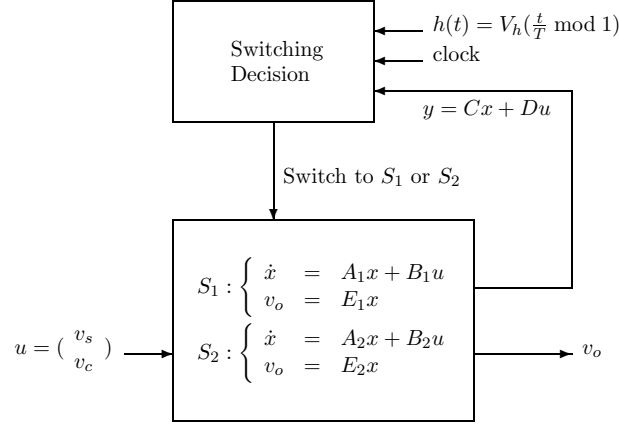 h(t) = V_h(\frac{t}{T} mod 1)
Switching
Decision
clock
y = Cx + Du
Switch to S_1 or S_2
S_1 : { ẋ = A_1x + B_1u
v_o = E_1x
S_2 : { ẋ = A_2x + B_2u
v_o = E_2x
u = ( v_s
v_c )
v_o